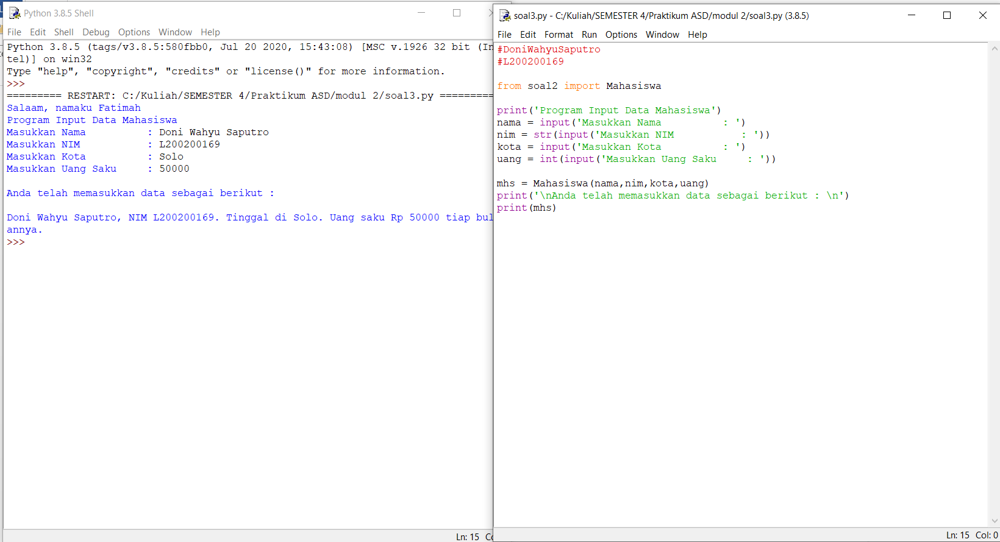 Python 3.8.5 Shell
File Edit Shell Debug Options Window Help
Python 3.8.5 (tags/v3.8.5:580fbb0, Jul 20 2020, 15:43:08) [MSC v.1926 32 bit (In
tel)] on win32
Type "help", "copyright", "credits" or "license()" for more information.
>>>
========= RESTART: C:/Kuliah/SEMESTER 4/Praktikum ASD/modul 2/soal3.py =========
Salaam, namaku Fatimah
Program Input Data Mahasiswa
Masukkan Nama          : Doni Wahyu Saputro
Masukkan NIM           : L200200169
Masukkan Kota          : Solo
Masukkan Uang Saku     : 50000
Anda telah memasukkan data sebagai berikut :
Doni Wahyu Saputro, NIM L200200169. Tinggal di Solo. Uang saku Rp 50000 tiap bul
annya.
>>>
Ln: 15
soal3.py - C:/Kuliah/SEMESTER 4/Praktikum ASD/modul 2/soal3.py (3.8.5)
File Edit Format Run Options Window Help
#DoniWahyuSaputro
#L200200169
from soal2 import Mahasiswa
print('Program Input Data Mahasiswa')
nama = input('Masukkan Nama          : ')
nim = str(input('Masukkan NIM           : '))
kota = input('Masukkan Kota          : ')
uang = int(input('Masukkan Uang Saku     : '))
mhs = Mahasiswa(nama,nim,kota,uang)
print('\nAnda telah memasukkan data sebagai berikut : \n')
print(mhs)
Ln: 15 Col: 0